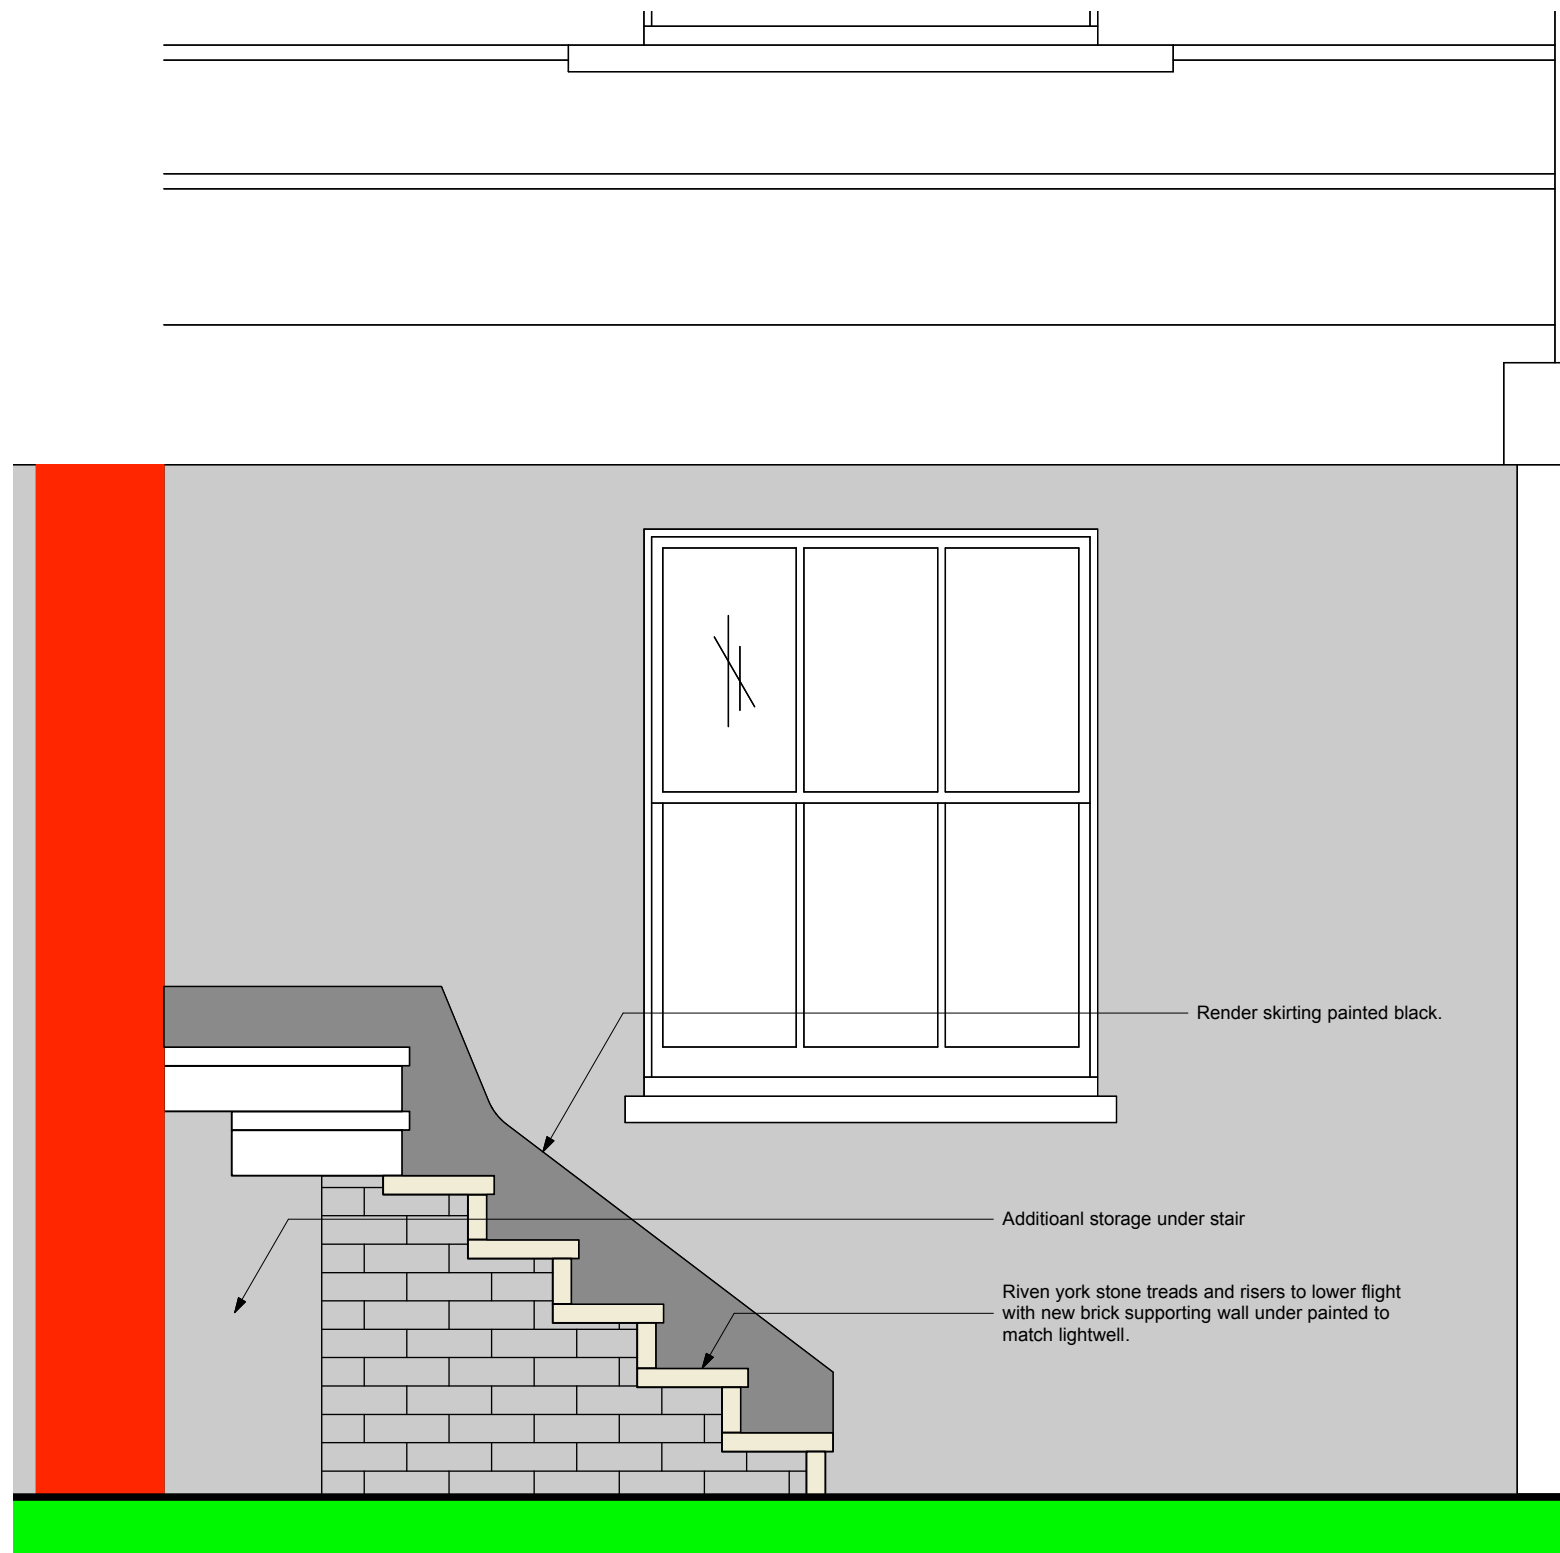 Render skirting painted black.
Additioanl storage under stair
Riven york stone treads and risers to lower flight
with new brick supporting wall under painted to
match lightwell.